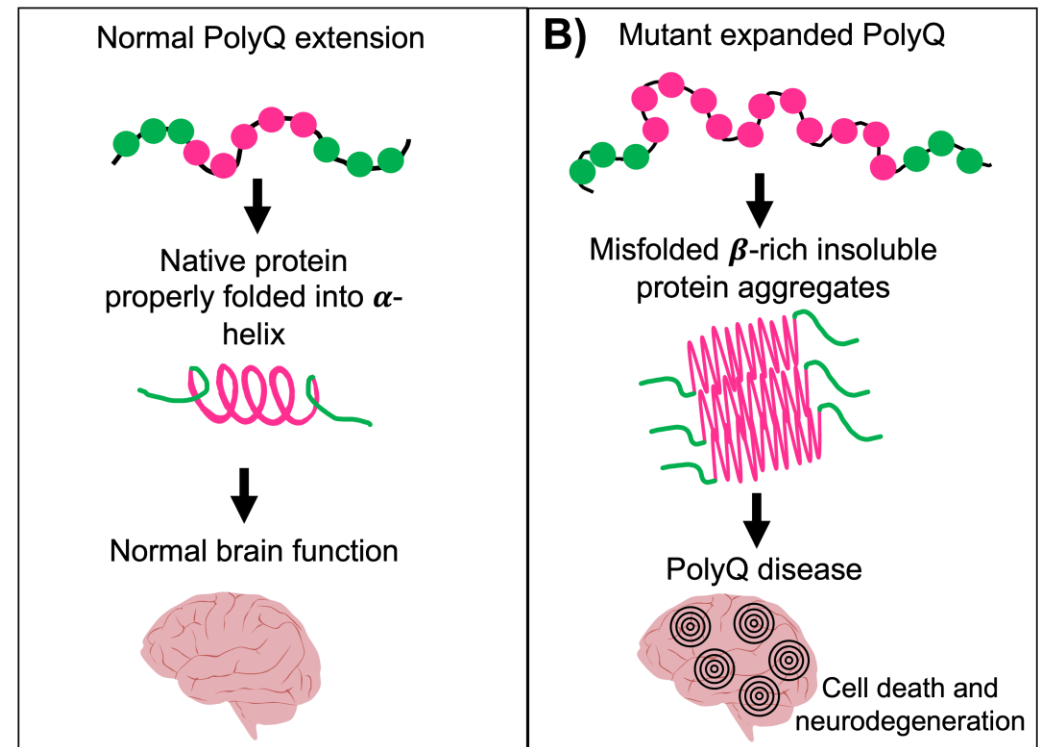 Normal PolyQ extension
Native protein
properly folded into α-
helix
Normal brain function
B) Mutant expanded PolyQ
Misfolded β-rich insoluble
protein aggregates
PolyQ disease
Cell death and
neurodegeneration